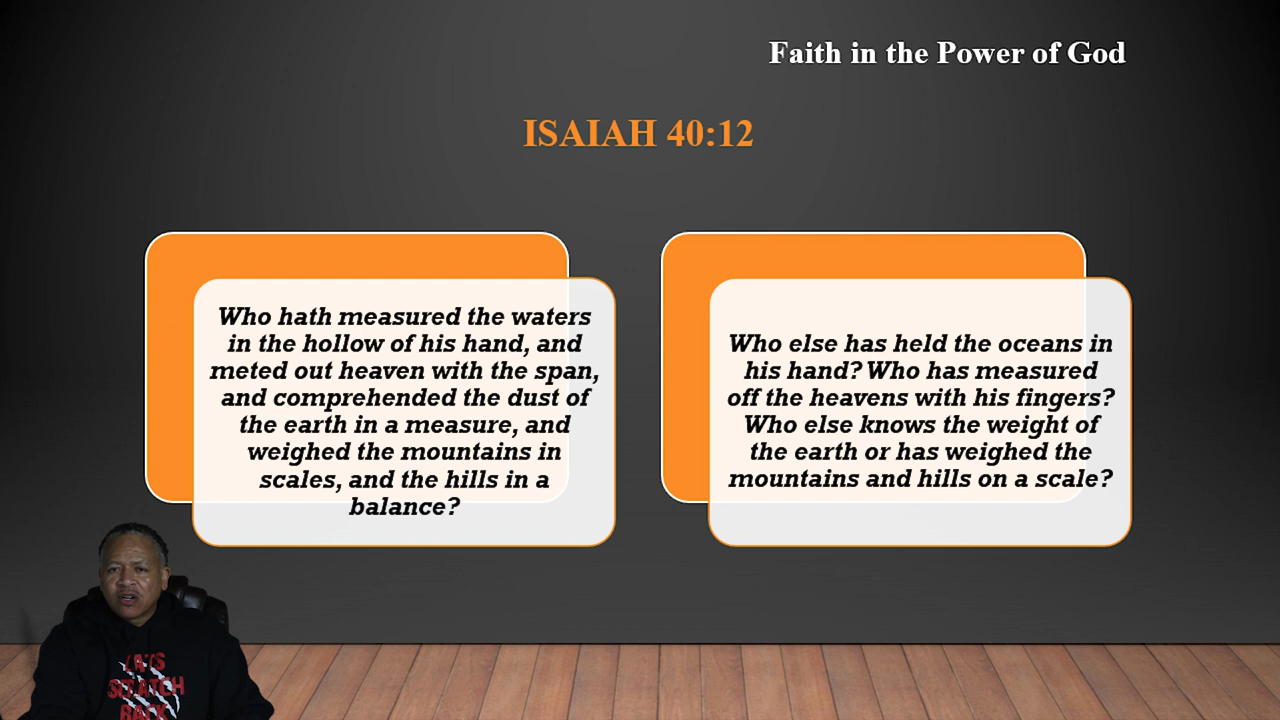 Faith in the Power of God
ISAIAH 40:12
Who hath measured the waters
in the hollow of his hand, and
meted out heaven with the span,
and comprehended the dust of
the earth in a measure, and
weighed the mountains in
scales, and the hills in a
balance?
Who else has held the oceans in
his hand? Who has measured
off the heavens with his fingers?
Who else knows the weight of
the earth or has weighed the
mountains and hills on a scale?
SCRATCH
BACK